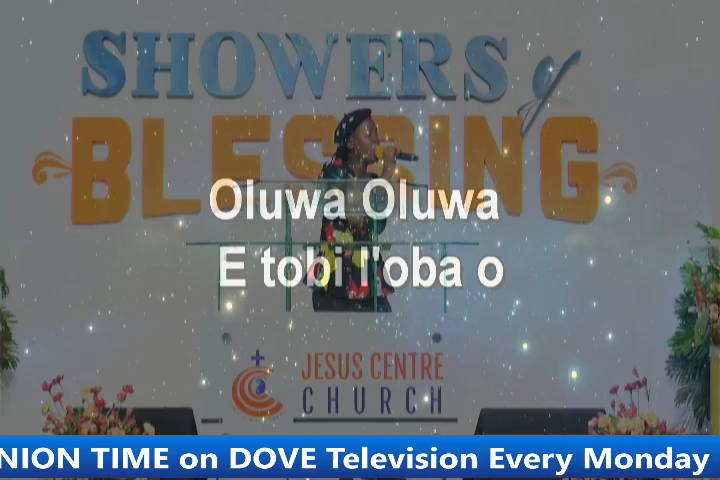 SHOWERS of
BLESSING
Oluwa Oluwa
E tobi l'oba o
JESUS CENTRE
CHURCH
NION TIME on DOVE Television Every Monday